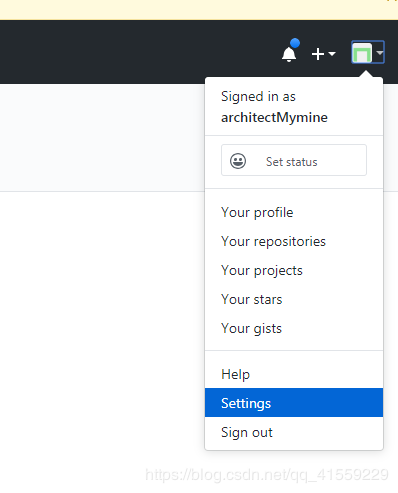 Signed in as
architectMymine
Set status
Your profile
Your repositories
Your projects
Your stars
Your gists
Help
Settings
Sign out
https://blog.csdn.net/qq_41559229